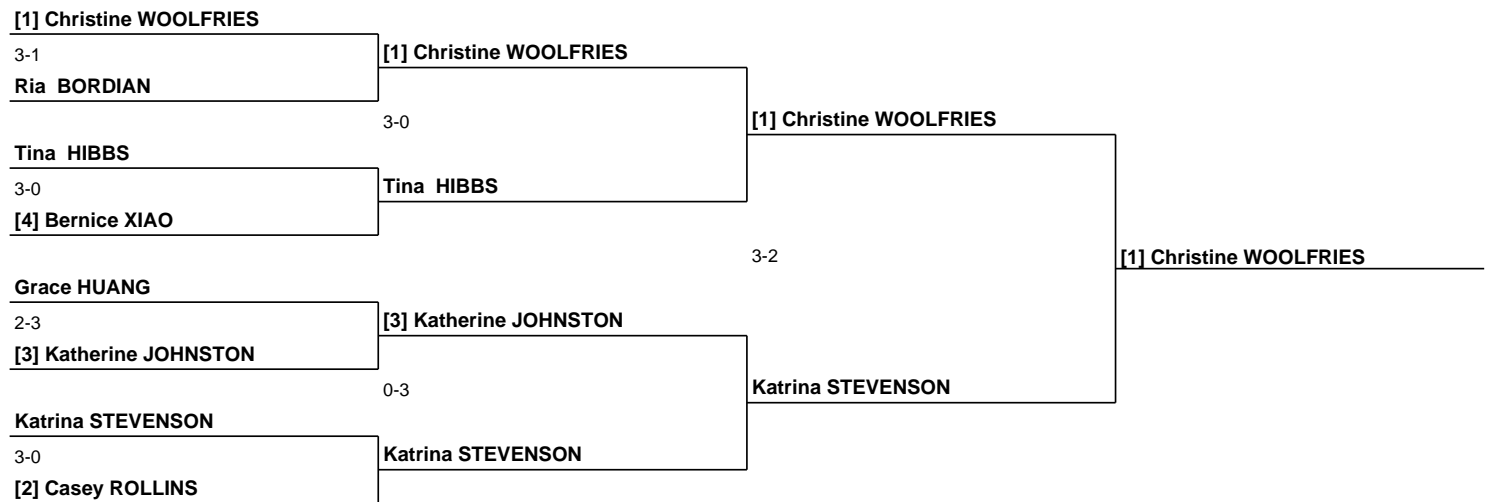 [1] Christine WOOLFRIES
3-1
[1] Christine WOOLFRIES
Ria BORDIAN
3-0
[1] Christine WOOLFRIES
Tina HIBBS
3-0
Tina HIBBS
[4] Bernice XIAO
3-2
[1] Christine WOOLFRIES
Grace HUANG
2-3
[3] Katherine JOHNSTON
[3] Katherine JOHNSTON
0-3
Katrina STEVENSON
Katrina STEVENSON
3-0
Katrina STEVENSON
[2] Casey ROLLINS